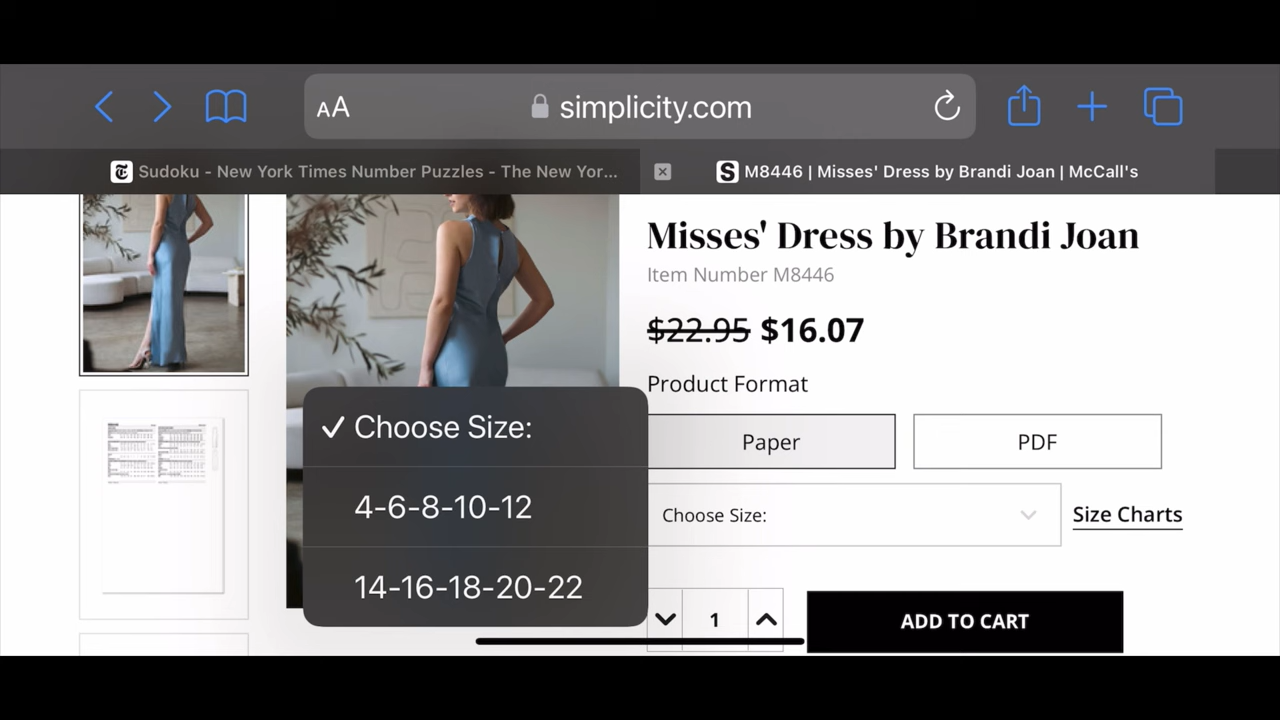 AA
simplicity.com
Sudoku - New York Times Number Puzzles - The New Yor...
S
M8446 | Misses' Dress by Brandi Joan | McCall's
Misses' Dress by Brandi Joan
Item Number M8446
$22.95 $16.07
Product Format
Paper
PDF
✓ Choose Size:
4-6-8-10-12
14-16-18-20-22
Choose Size:
Size Charts
1
ADD TO CART